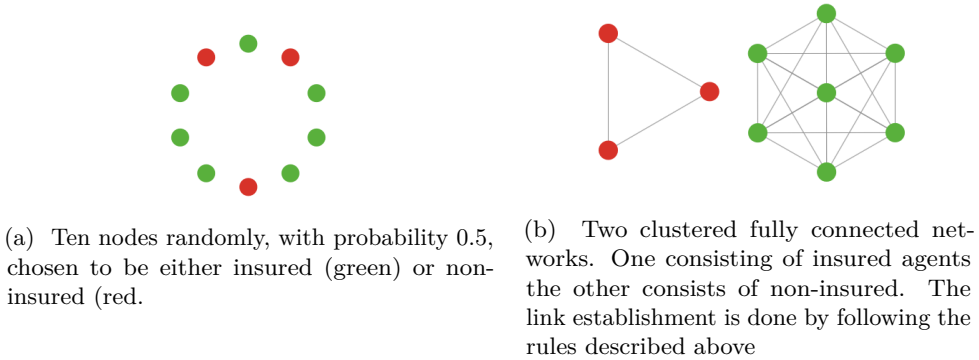 (a) Ten nodes randomly, with probability 0.5,
chosen to be either insured (green) or non-
insured (red.
(b) Two clustered fully connected net-
works. One consisting of insured agents
the other consists of non-insured. The
link establishment is done by following the
rules described above